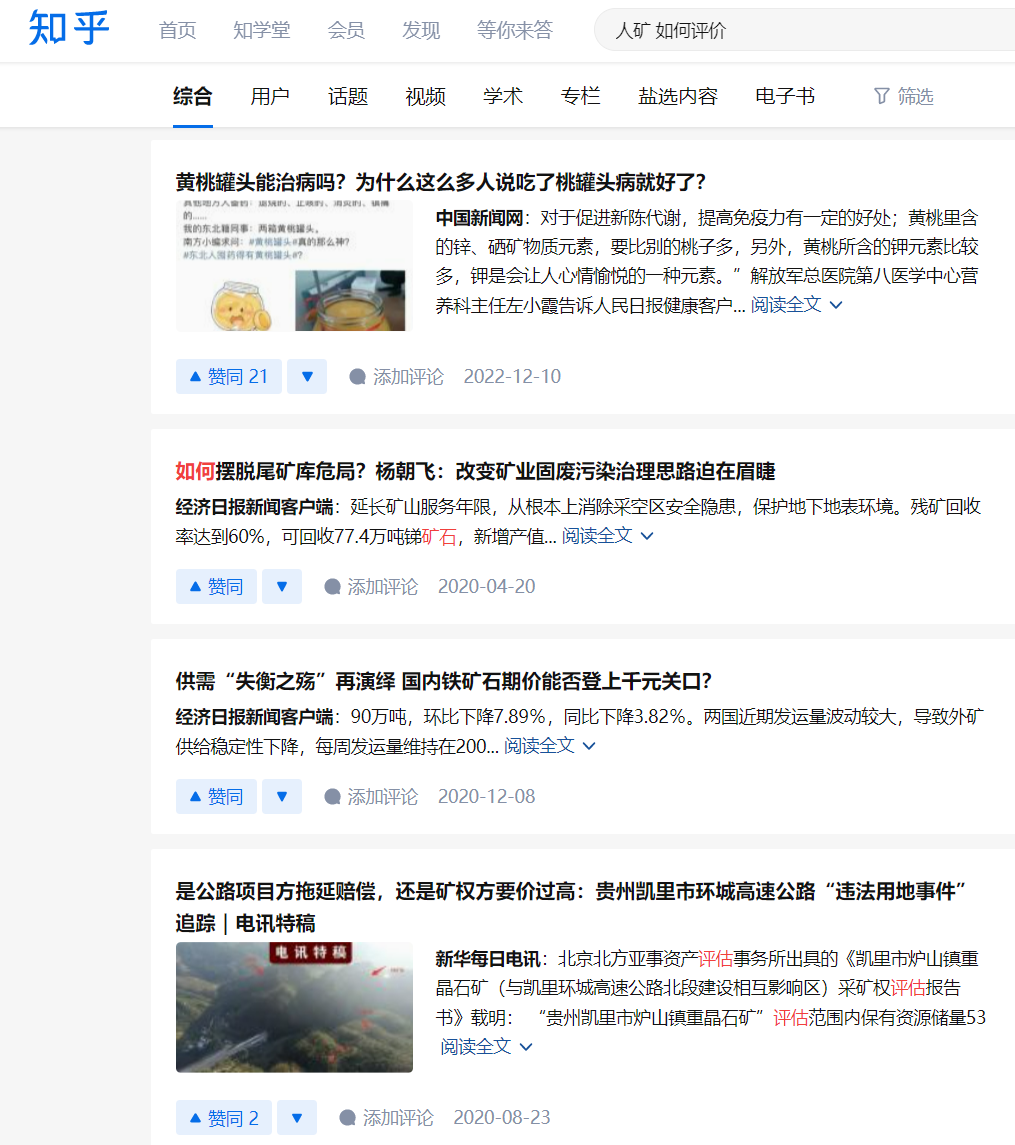 知乎 首页 知学堂 会员 发现 等你来答 人矿 如何评价
综合 用户 话题 视频 学术 专栏 盐选内容 电子书 筛选
黄桃罐头能治病吗？为什么这么多人说吃了桃罐头病就好了？
其他地方人备药：退烧的、止咳的、消炎的、镇痛
的......
我的东北籍同事：两箱黄桃罐头。
南方小编求问：#黄桃罐头#真的那么神？
#东北人囤药得有黄桃罐头#？
中国新闻网：对于促进新陈代谢，提高免疫力有一定的好处；黄桃里含
的锌、硒矿物质元素，要比别的桃子多，另外，黄桃所含的钾元素比较
多，钾是会让人心情愉悦的一种元素。”解放军总医院第八医学中心营
养科主任左小霞告诉人民日报健康客户... 阅读全文
赞同 21 添加评论 2022-12-10
如何摆脱尾矿库危局？杨朝飞：改变矿业固废污染治理思路迫在眉睫
经济日报新闻客户端：延长矿山服务年限，从根本上消除采空区安全隐患，保护地下地表环境。残矿回收
率达到60%，可回收77.4万吨锑矿石，新增产值... 阅读全文
赞同 添加评论 2020-04-20
供需“失衡之殇”再演绎 国内铁矿石期价能否登上千元关口？
经济日报新闻客户端：90万吨，环比下降7.89%，同比下降3.82%。两国近期发运量波动较大，导致外矿
供给稳定性下降，每周发运量维持在200... 阅读全文
赞同 添加评论 2020-12-08
是公路项目方拖延赔偿，还是矿权方要价过高：贵州凯里市环城高速公路“违法用地事件”
追踪｜电讯特稿
电讯特稿
新华每日电讯：北京北方亚事资产评估事务所出具的《凯里市炉山镇重
晶石矿（与凯里环城高速公路北段建设相互影响区）采矿权评估报告
书》载明： “贵州凯里市炉山镇重晶石矿”评估范围内保有资源储量53
阅读全文
赞同 2 添加评论 2020-08-23